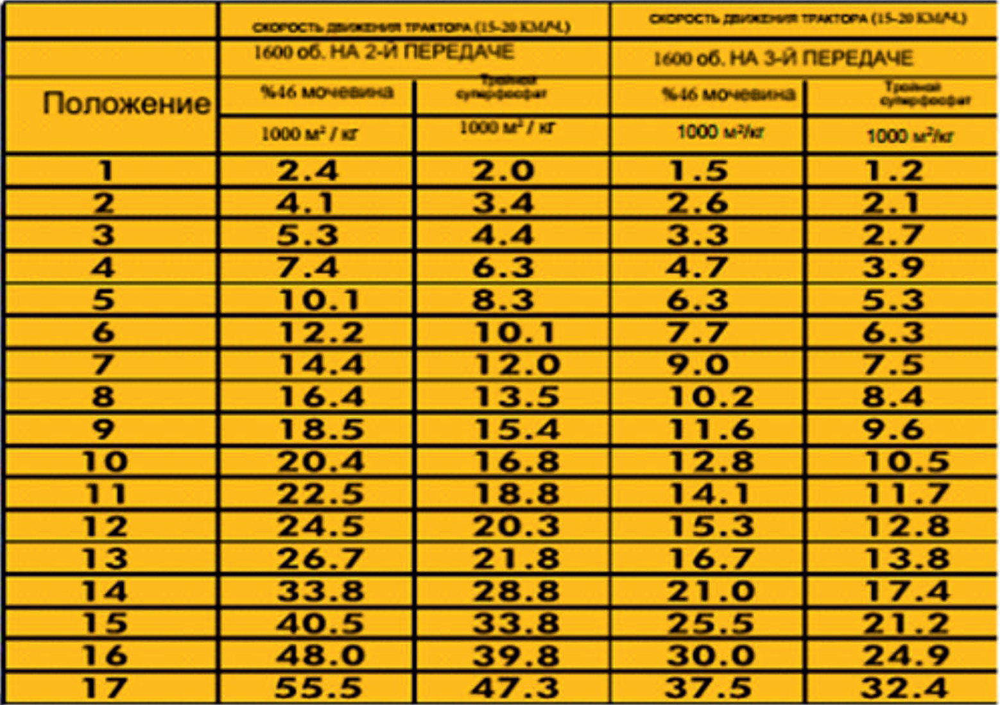 СКОРОСТЬ ДВИЖЕНИЯ ТРАКТОРА (15-20 КМ/Ч.) СКОРОСТЬ ДВИЖЕНИЯ ТРАКТОРА (15-20 КМ/Ч.)
1600 об. НА 2-Й ПЕРЕДАЧЕ 1600 об. НА 3-Й ПЕРЕДАЧЕ
Положение %46 мочевина Тройной суперфосфат %46 мочевина Тройной суперфосфат
1000 м² / кг 1000 м² / кг 1000 м²/кг 1000 м²/кг
1 2.4 2.0 1.5 1.2
2 4.1 3.4 2.6 2.1
3 5.3 4.4 3.3 2.7
4 7.4 6.3 4.7 3.9
5 10.1 8.3 6.3 5.3
6 12.2 10.1 7.7 6.3
7 14.4 12.0 9.0 7.5
8 16.4 13.5 10.2 8.4
9 18.5 15.4 11.6 9.6
10 20.4 16.8 12.8 10.5
11 22.5 18.8 14.1 11.7
12 24.5 20.3 15.3 12.8
13 26.7 21.8 16.7 13.8
14 33.8 28.8 21.0 17.4
15 40.5 33.8 25.5 21.2
16 48.0 39.8 30.0 24.9
17 55.5 47.3 37.5 32.4